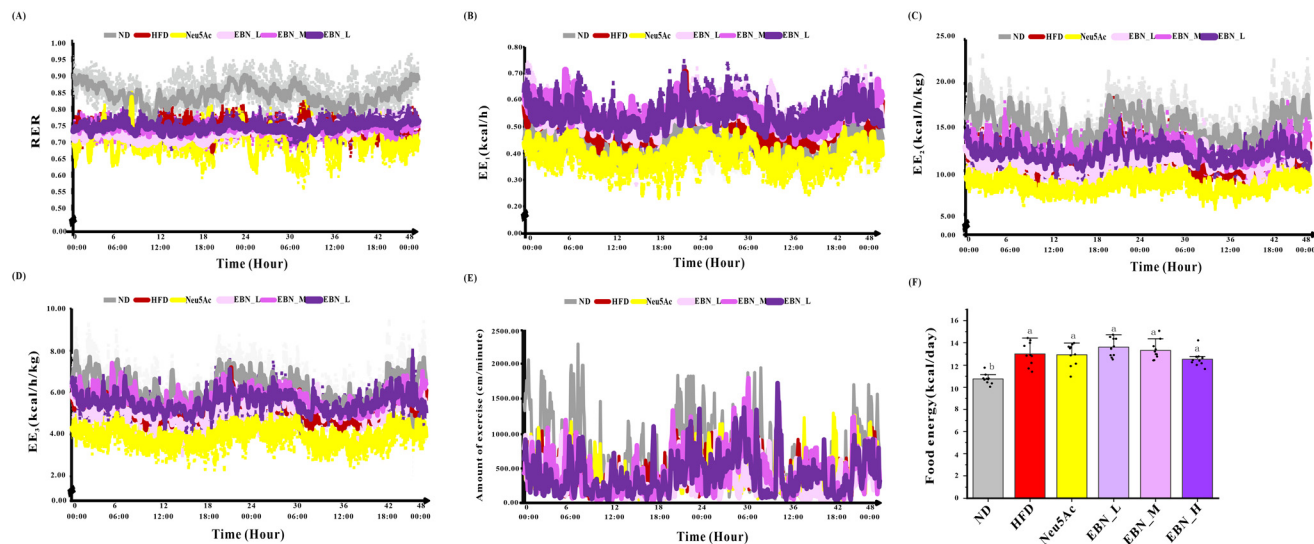 (A)
ND HFD Neu5Ac EBN_L EBN_M EBN_L
RER
1.00
0.95
0.90
0.85
0.80
0.75
0.70
0.65
0.60
0.55
0.50
0.00
0 6 12 18 24 30 36 48
00:00 06:00 12:00 18:00 00:00 06:00 12:00 18:00 00:00
Time (Hour)
(B)
ND HFD Neu5Ac EBN_L EBN_M EBN_L
EE₁(kcal/h)
0.80
0.70
0.60
0.50
0.40
0.30
0.20
0.00
0 6 12 18 24 30 36 48
00:00 06:00 12:00 18:00 00:00 06:00 12:00 18:00 00:00
Time (Hour)
(C)
ND HFD Neu5Ac EBN_L EBN_M EBN_L
EE₂(kcal/h/kg)
25.00
20.00
15.00
10.00
5.00
0.00
0 6 12 18 24 30 36 42 48
00:00 06:00 12:00 18:00 00:00 06:00 12:00 18:00 00:00
Time (Hour)
(D)
ND HFD Neu5Ac EBN_L EBN_M EBN_L
EE₃(kcal/h/kg)
10.00
8.00
6.00
4.00
2.00
0.00
0 6 12 18 24 30 36 48
00:00 06:00 12:00 18:00 00:00 06:00 12:00 18:00 00:00
Time (Hour)
(E)
ND HFD Neu5Ac EBN_L EBN_M EBN_L
Amount of exercise (cm/minute)
2500.00
2000.00
1500.00
1000.00
500.00
0.00
0 6 12 18 24 30 36 48
00:00 06:00 12:00 18:00 00:00 06:00 12:00 18:00 00:00
Time (Hour)
(F)
Food energy(kcal/day)
16
14
12
10
8
6
4
2
0
b a a a a a
ND HFD Neu5Ac EBN_L EBN_M EBN_H